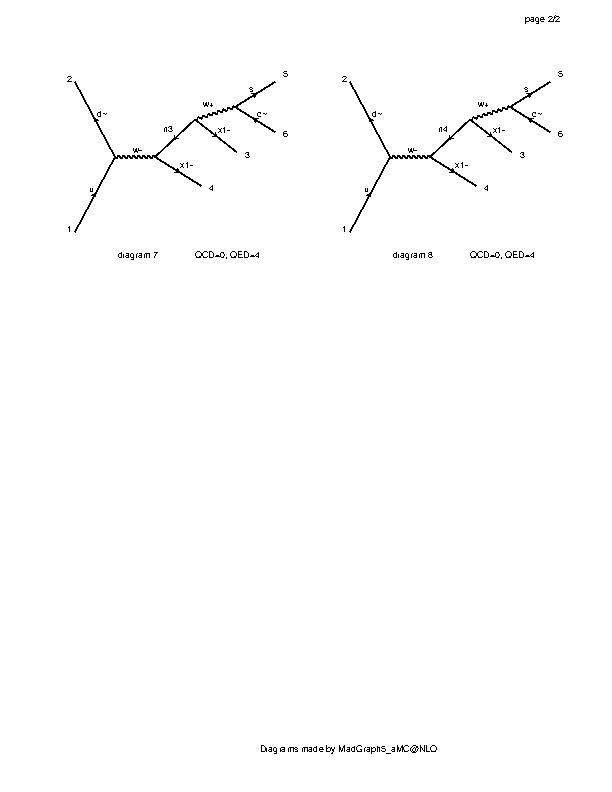 page 2/2
2 5 2 5
s s
w+ w+
d~ c~ d~ c~
n3 x1- 6 n4 x1- 6
w- 3 w- 3
x1- x1-
u 4 u 4
1 1
diagram 7 QCD=0, QED=4 diagram 8 QCD=0, QED=4
Diagrams made by MadGraph5_aMC@NLO